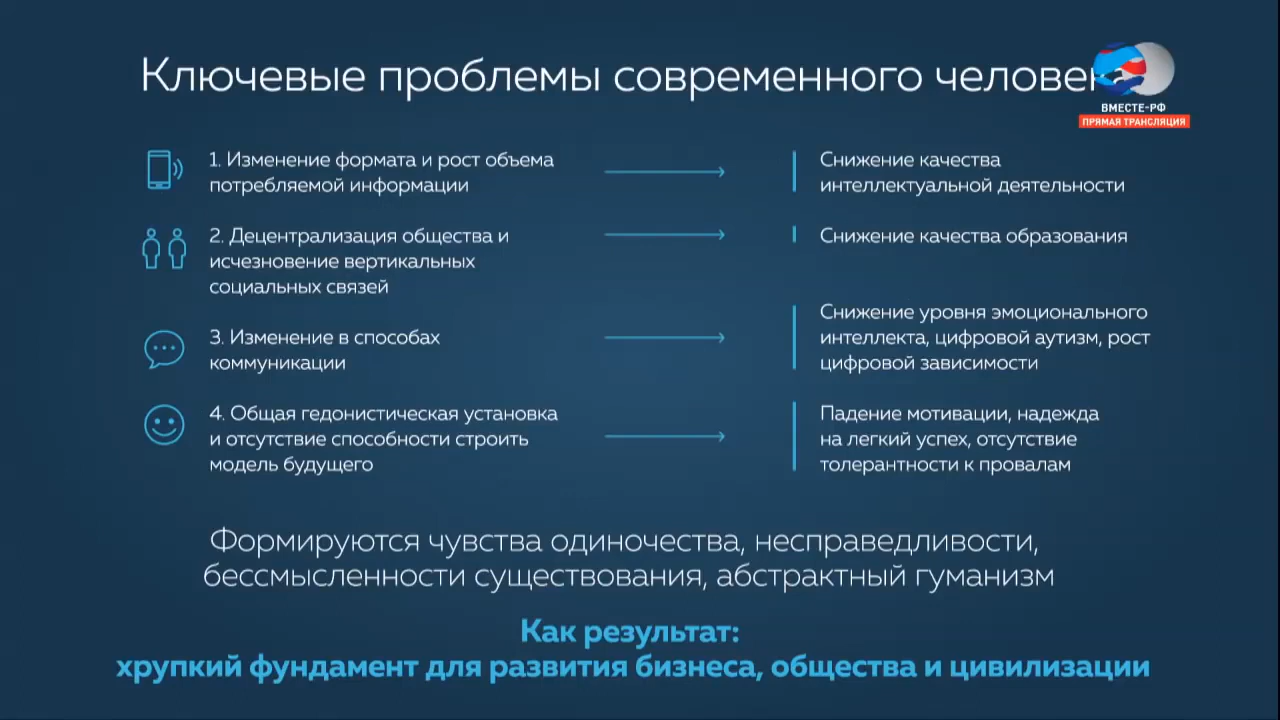 Ключевые проблемы современного
ВМЕСТЕ-РФ
ПРЯМАЯ ТРАНСЛЯЦИЯ
1. Изменение формата и рост объема
потребляемой информации
Снижение качества
интеллектуальной деятельности
2. Децентрализация общества и
исчезновение вертикальных
социальных связей
Снижение качества образования
3. Изменение в способах
коммуникации
Снижение уровня эмоционального
интеллекта, цифровой аутизм, рост
цифровой зависимости
4. Общая гедонистическая установка
и отсутствие способности строить
модель будущего
Падение мотивации, надежда
на легкий успех, отсутствие
толерантности к провалам
Формируются чувства одиночества, несправедливости,
бессмысленности существования, абстрактный гуманизм
Как результат:
хрупкий фундамент для развития бизнеса, общества и цивилизации